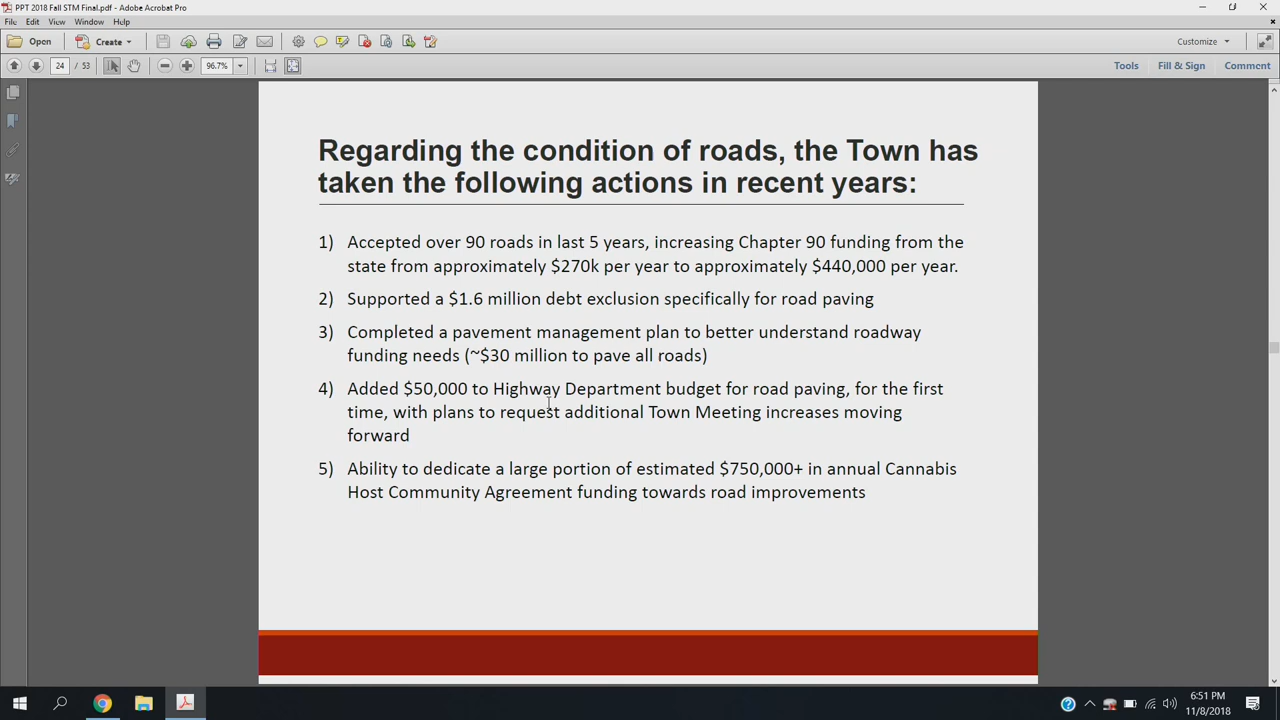 PPT 2018 Fall STM Final.pdf - Adobe Acrobat Pro
File Edit View Window Help
Open Create Customize
24 / 53 96.7% Tools Fill & Sign Comment
Regarding the condition of roads, the Town has
taken the following actions in recent years:
1) Accepted over 90 roads in last 5 years, increasing Chapter 90 funding from the
state from approximately $270k per year to approximately $440,000 per year.
2) Supported a $1.6 million debt exclusion specifically for road paving
3) Completed a pavement management plan to better understand roadway
funding needs (~$30 million to pave all roads)
4) Added $50,000 to Highway Department budget for road paving, for the first
time, with plans to request additional Town Meeting increases moving
forward
5) Ability to dedicate a large portion of estimated $750,000+ in annual Cannabis
Host Community Agreement funding towards road improvements
6:51 PM
11/8/2018